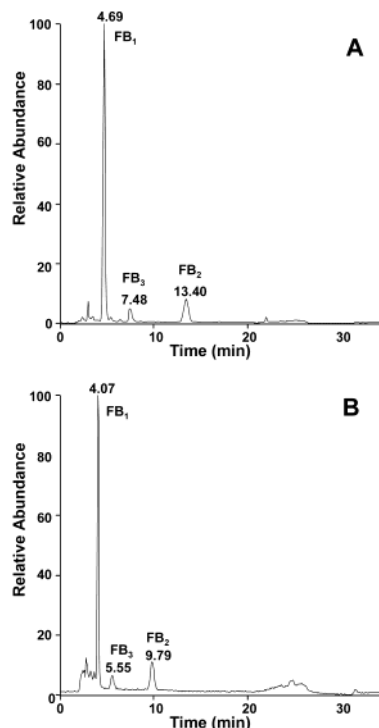 4.69
100
FB1
A
80
60
Relative Abundance
40
20
FB3
FB2
7.48
13.40
0
0
10
20
30
Time (min)
4.07
100
FB1
B
80
60
Relative Abundance
40
20
FB3
FB2
5.55
9.79
0
0
10
20
30
Time (min)